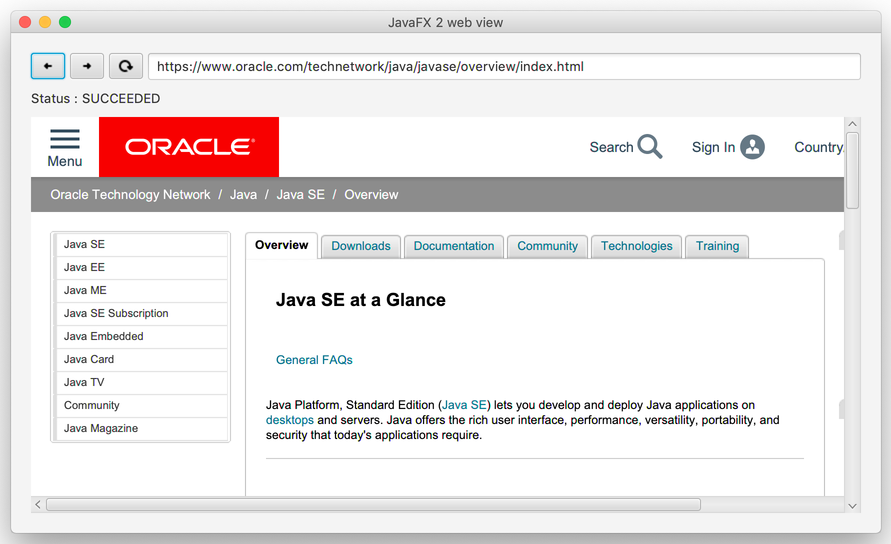 JavaFX 2 web view
https://www.oracle.com/technetwork/java/javase/overview/index.html
Status : SUCCEEDED
Menu
ORACLE®
Search
Sign In
Country
Oracle Technology Network / Java / Java SE / Overview
Java SE
Java EE
Java ME
Java SE Subscription
Java Embedded
Java Card
Java TV
Community
Java Magazine
Overview Downloads Documentation Community Technologies Training
Java SE at a Glance
General FAQs
Java Platform, Standard Edition (Java SE) lets you develop and deploy Java applications on
desktops and servers. Java offers the rich user interface, performance, versatility, portability, and
security that today's applications require.